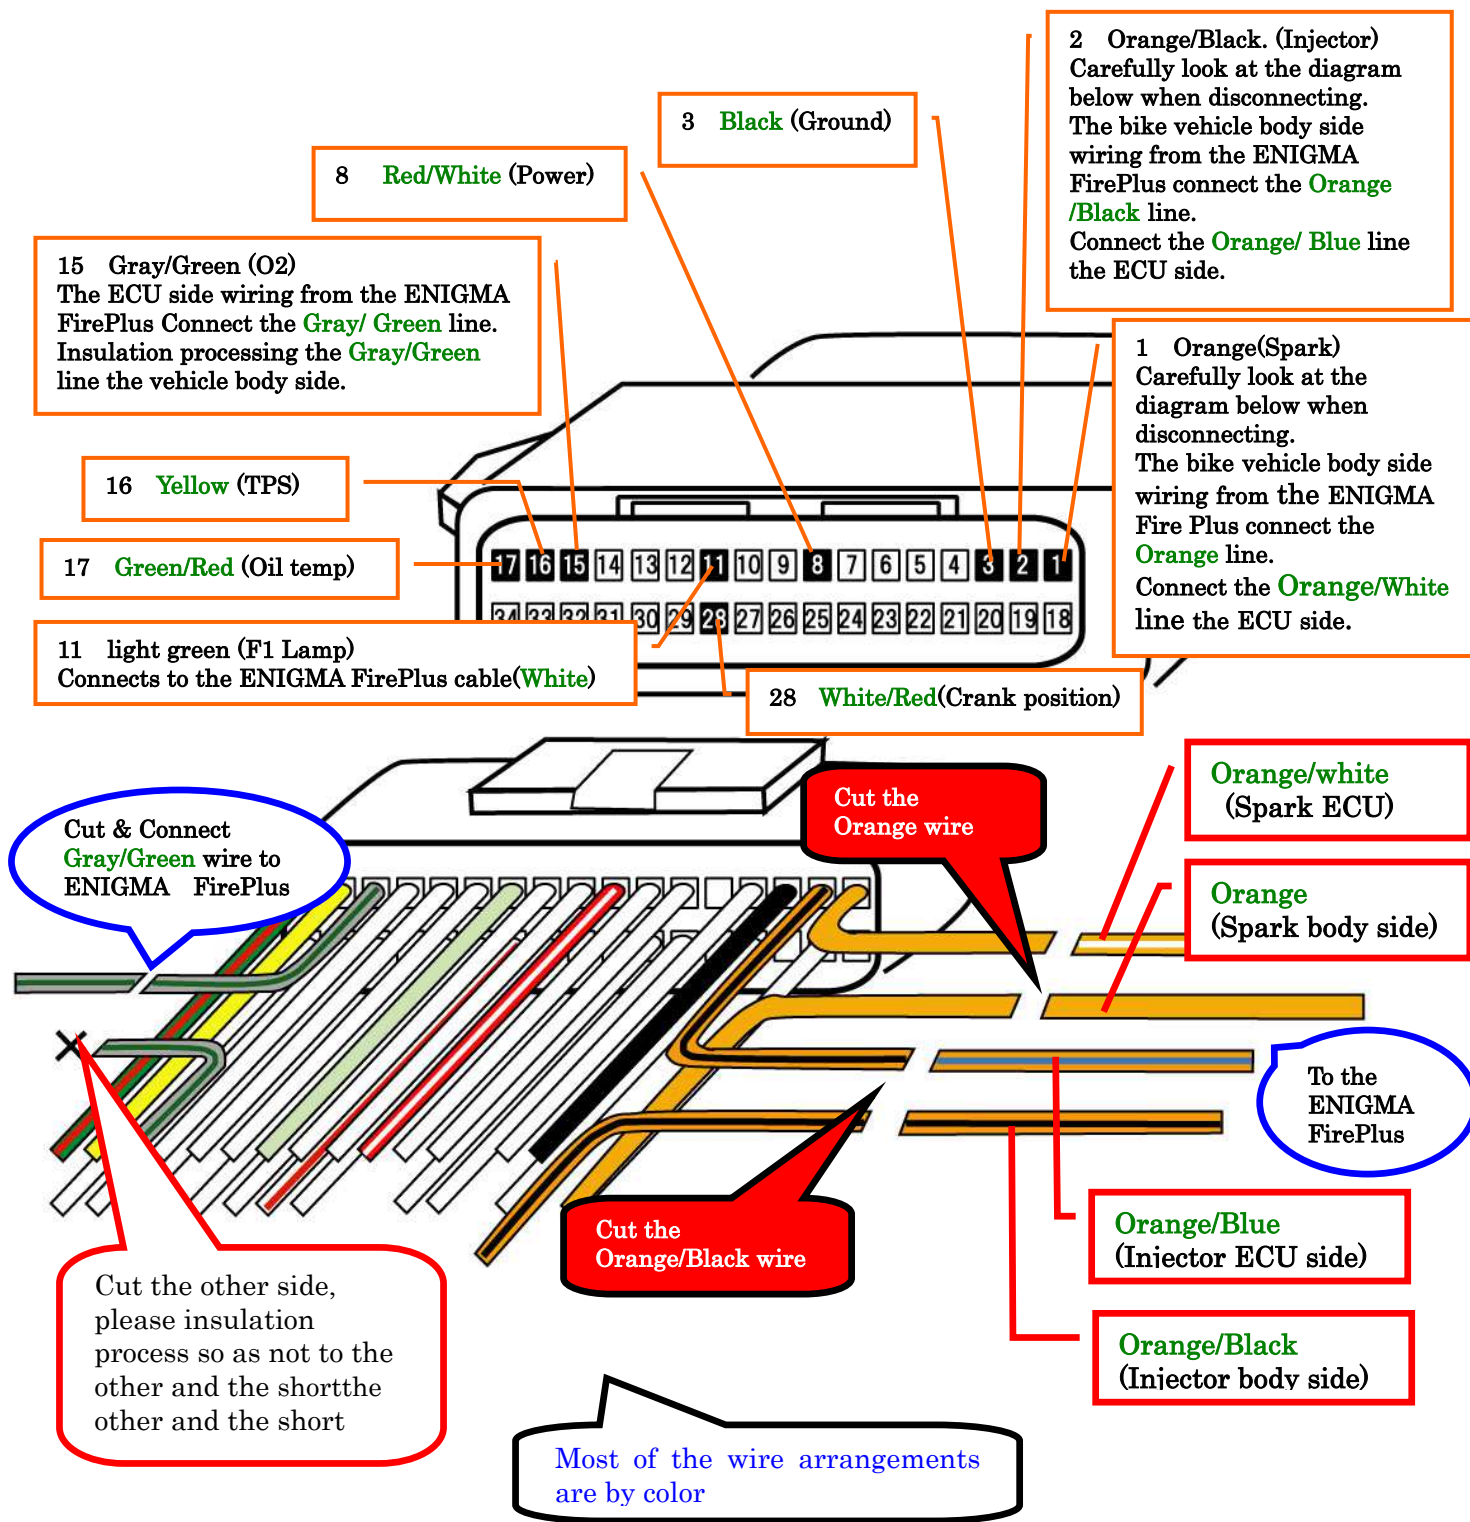 2 Orange/Black. (Injector)
Carefully look at the diagram
below when disconnecting.
The bike vehicle body side
wiring from the ENIGMA
FirePlus connect the Orange
/Black line.
Connect the Orange/ Blue line
the ECU side.
3 Black (Ground)
8 Red/White (Power)
15 Gray/Green (O2)
The ECU side wiring from the ENIGMA
FirePlus Connect the Gray/ Green line.
Insulation processing the Gray/Green
line the vehicle body side.
1 Orange(Spark)
Carefully look at the
diagram below when
disconnecting.
The bike vehicle body side
wiring from the ENIGMA
Fire Plus connect the
Orange line.
Connect the Orange/White
line the ECU side.
16 Yellow (TPS)
17 Green/Red (Oil temp)
17 16 15 14 13 12 11 10 9 8 7 6 5 4 3 2 1
34 33 32 31 30 29 28 27 26 25 24 23 22 21 20 19 18
11 light green (F1 Lamp)
Connects to the ENIGMA FirePlus cable(White)
28 White/Red(Crank position)
Cut & Connect
Gray/Green wire to
ENIGMA FirePlus
Cut the
Orange wire
Orange/white
(Spark ECU)
Orange
(Spark body side)
To the
ENIGMA
FirePlus
Cut the
Orange/Black wire
Orange/Blue
(Injector ECU side)
Orange/Black
(Injector body side)
Cut the other side,
please insulation
process so as not to the
other and the shortthe
other and the short
Most of the wire arrangements
are by color